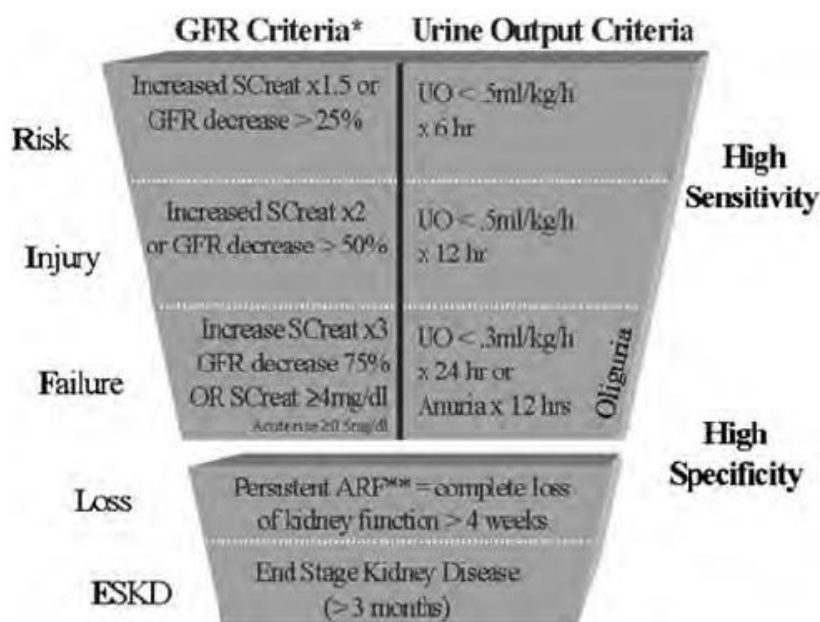 GFR Criteria* Urine Output Criteria
Risk
Increased SCreat x1.5 or
GFR decrease > 25%
UO < .5ml/kg/h
x 6 hr
High
Sensitivity
Injury
Increased SCreat x2
or GFR decrease > 50%
UO < .5ml/kg/h
x 12 hr
Failure
Increase SCreat x3
GFR decrease 75%
OR SCreat ≥4mg/dl
Acute rise ≥0.5mg/dl
UO < .3ml/kg/h
x 24 hr or
Anuria x 12 hrs
Oliguria
High
Specificity
Loss
Persistent ARF** = complete loss
of kidney function > 4 weeks
ESKD
End Stage Kidney Disease
(> 3 months)